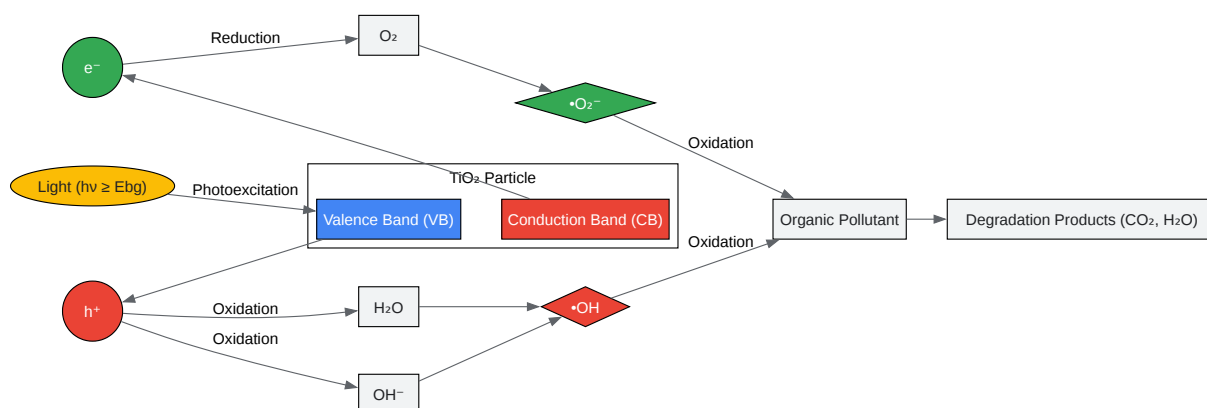 Reduction
O₂
e⁻
•O₂⁻
Oxidation
TiO₂ Particle
Light (hν ≥ Ebg)
Photoexcitation
Valence Band (VB)
Conduction Band (CB)
Organic Pollutant
Degradation Products (CO₂, H₂O)
Oxidation
h⁺
Oxidation
H₂O
•OH
Oxidation
OH⁻